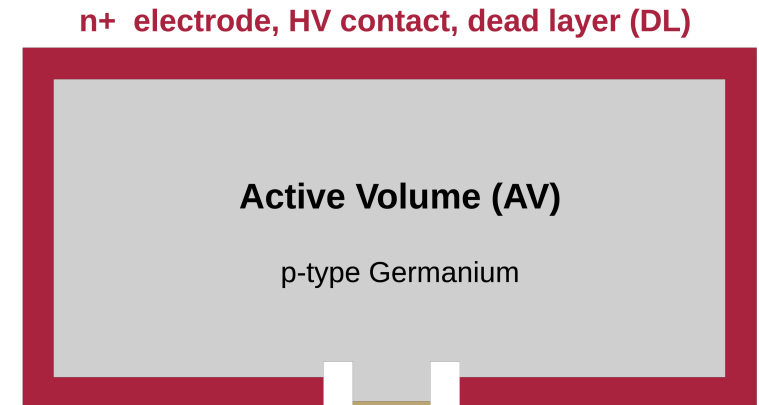 n+ electrode, HV contact, dead layer (DL)
Active Volume (AV)
p-type Germanium